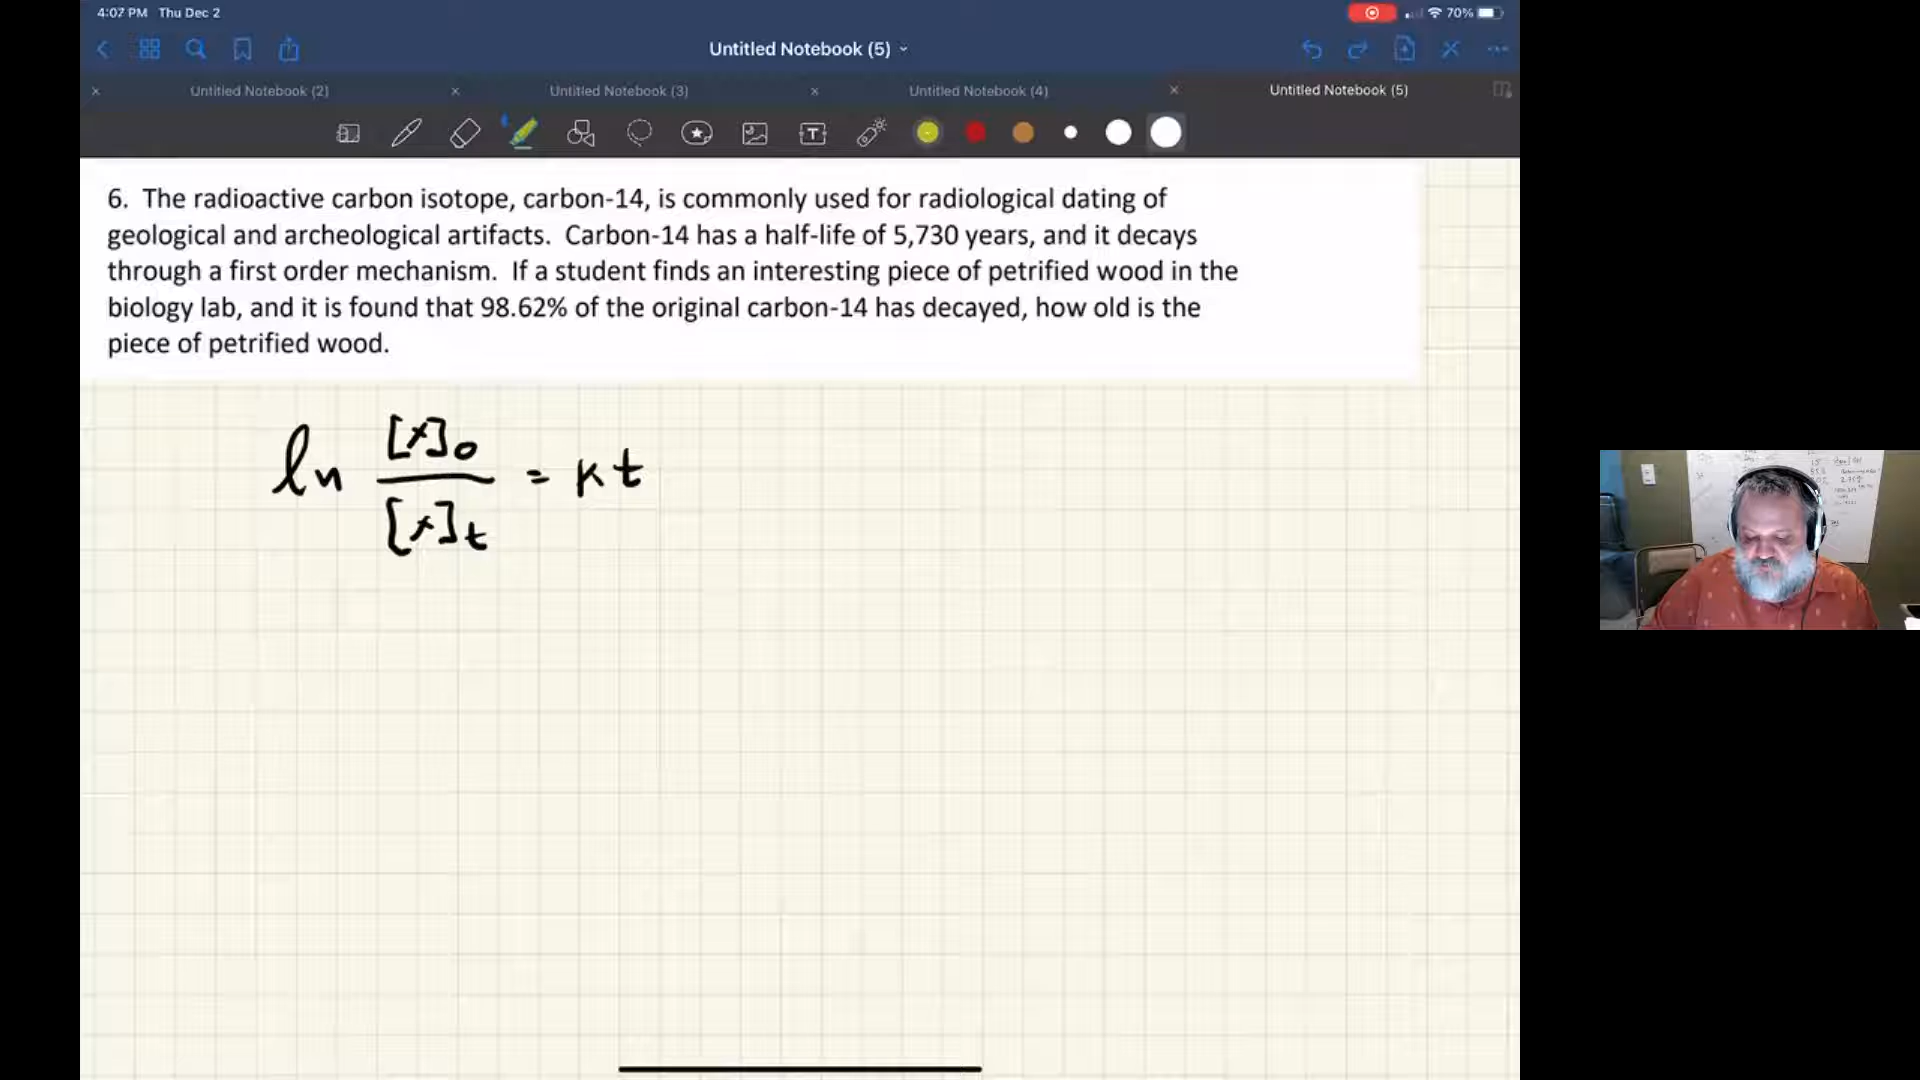 4:07 PM Thu Dec 2
70%
Untitled Notebook (5)
Untitled Notebook (2)
Untitled Notebook (3)
Untitled Notebook (4)
Untitled Notebook (5)
T
6. The radioactive carbon isotope, carbon-14, is commonly used for radiological dating of
geological and archeological artifacts. Carbon-14 has a half-life of 5,730 years, and it decays
through a first order mechanism. If a student finds an interesting piece of petrified wood in the
biology lab, and it is found that 98.62% of the original carbon-14 has decayed, how old is the
piece of petrified wood.
ln [x]₀ / [x]t = kt